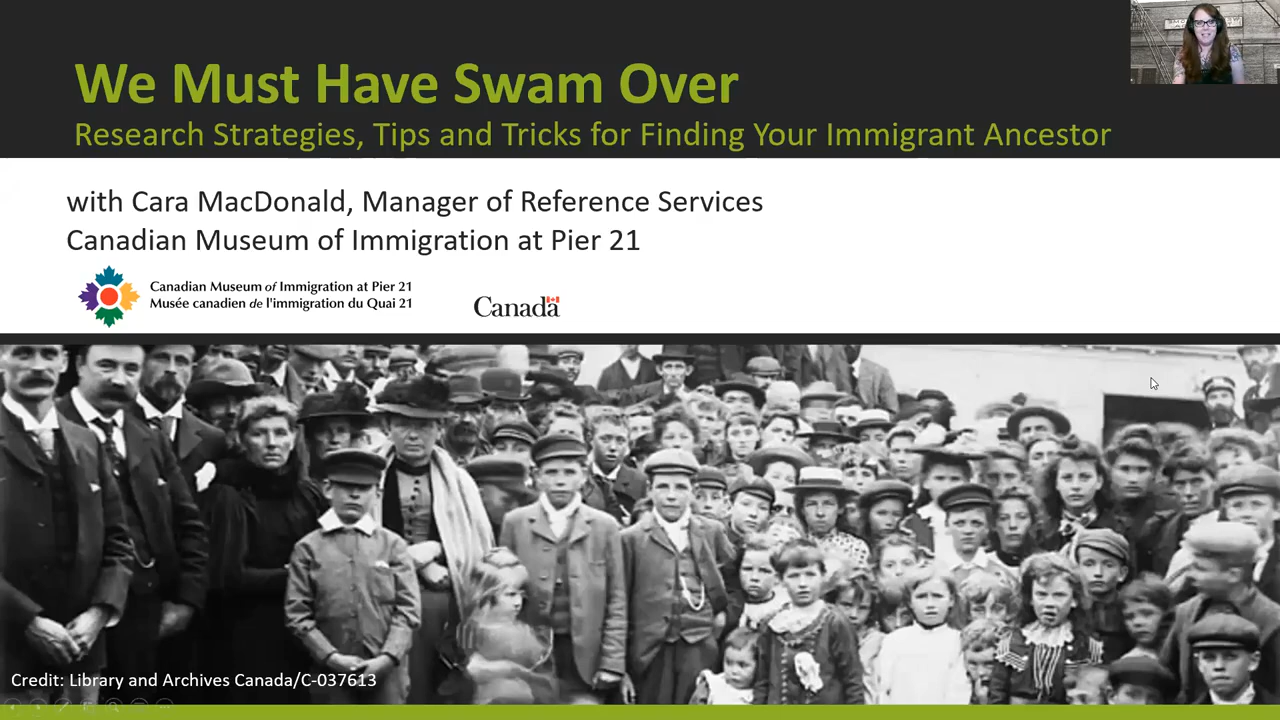 We Must Have Swam Over
Research Strategies, Tips and Tricks for Finding Your Immigrant Ancestor
with Cara MacDonald, Manager of Reference Services
Canadian Museum of Immigration at Pier 21
Canadian Museum of Immigration at Pier 21
Musée canadien de l'immigration du Quai 21
Canada
Credit: Library and Archives Canada/C-037613